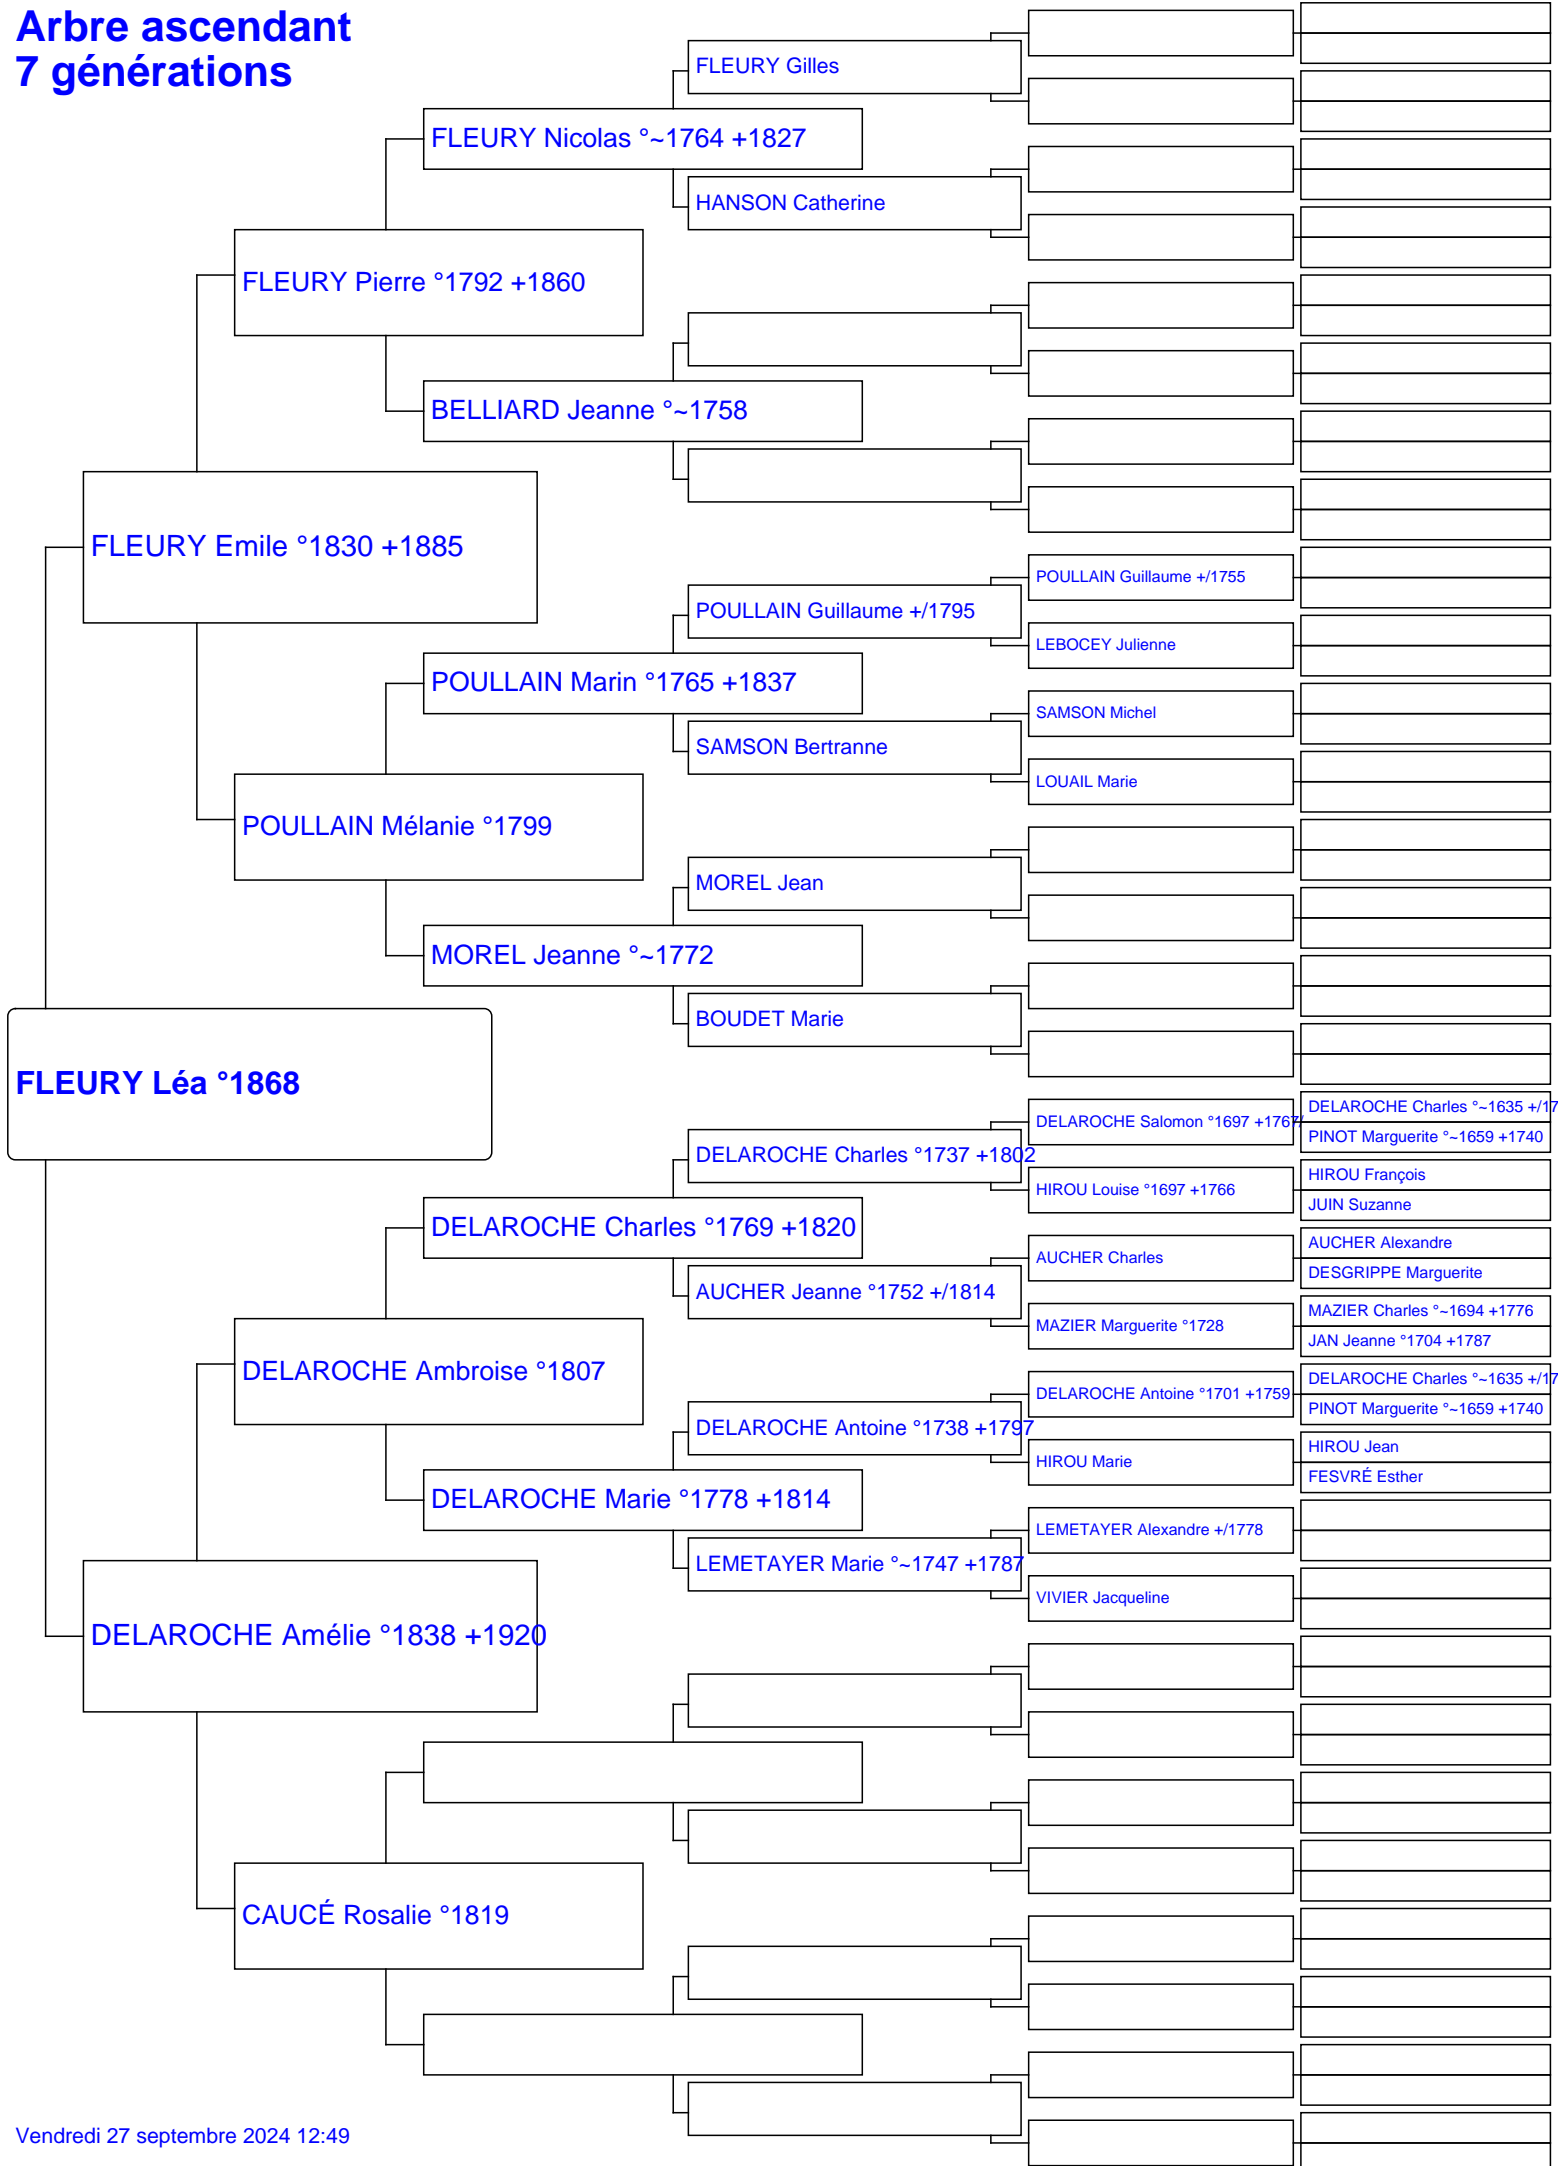 Arbre ascendant
7 générations
FLEURY Gilles
FLEURY Nicolas °~1764 +1827
HANSON Catherine
FLEURY Pierre °1792 +1860
BELLIARD Jeanne °~1758
FLEURY Emile °1830 +1885
POULLAIN Guillaume +/1755
POULLAIN Guillaume +/1795
LEBOCEY Julienne
POULLAIN Marin °1765 +1837
SAMSON Michel
SAMSON Bertranne
LOUAIL Marie
POULLAIN Mélanie °1799
MOREL Jean
MOREL Jeanne °~1772
BOUDET Marie
FLEURY Léa °1868
DELAROCHE Charles °~1635 +/17
DELAROCHE Salomon °1697 +1767/
PINOT Marguerite °~1659 +1740
DELAROCHE Charles °1737 +1802
HIROU François
HIROU Louise °1697 +1766
JUIN Suzanne
DELAROCHE Charles °1769 +1820
AUCHER Alexandre
AUCHER Charles
DESGRIPPE Marguerite
AUCHER Jeanne °1752 +/1814
MAZIER Charles °~1694 +1776
MAZIER Marguerite °1728
JAN Jeanne °1704 +1787
DELAROCHE Ambroise °1807
DELAROCHE Charles °~1635 +/17
DELAROCHE Antoine °1701 +1759
PINOT Marguerite °~1659 +1740
DELAROCHE Antoine °1738 +1797
HIROU Jean
HIROU Marie
FESVRÉ Esther
DELAROCHE Marie °1778 +1814
LEMETAYER Alexandre +/1778
LEMETAYER Marie °~1747 +1787
VIVIER Jacqueline
DELAROCHE Amélie °1838 +1920
CAUCÉ Rosalie °1819
Vendredi 27 septembre 2024 12:49